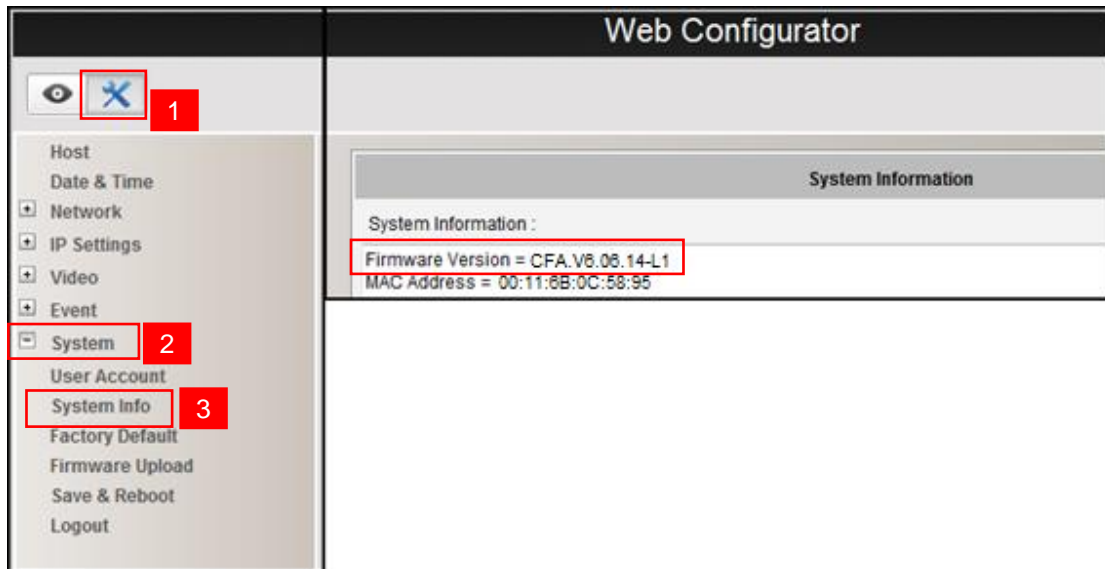 Web Configurator
1
Host
Date & Time
Network
IP Settings
Video
Event
System 2
User Account
System Info 3
Factory Default
Firmware Upload
Save & Reboot
Logout
System Information
System Information :
Firmware Version = CFA.V6.06.14-L1
MAC Address = 00:11:6B:0C:58:95